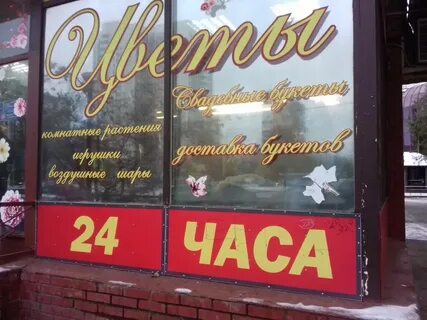 Цветы
Свадебные букеты
комнатные растения
игрушки
воздушные шары
доставка букетов
24 ЧАСА